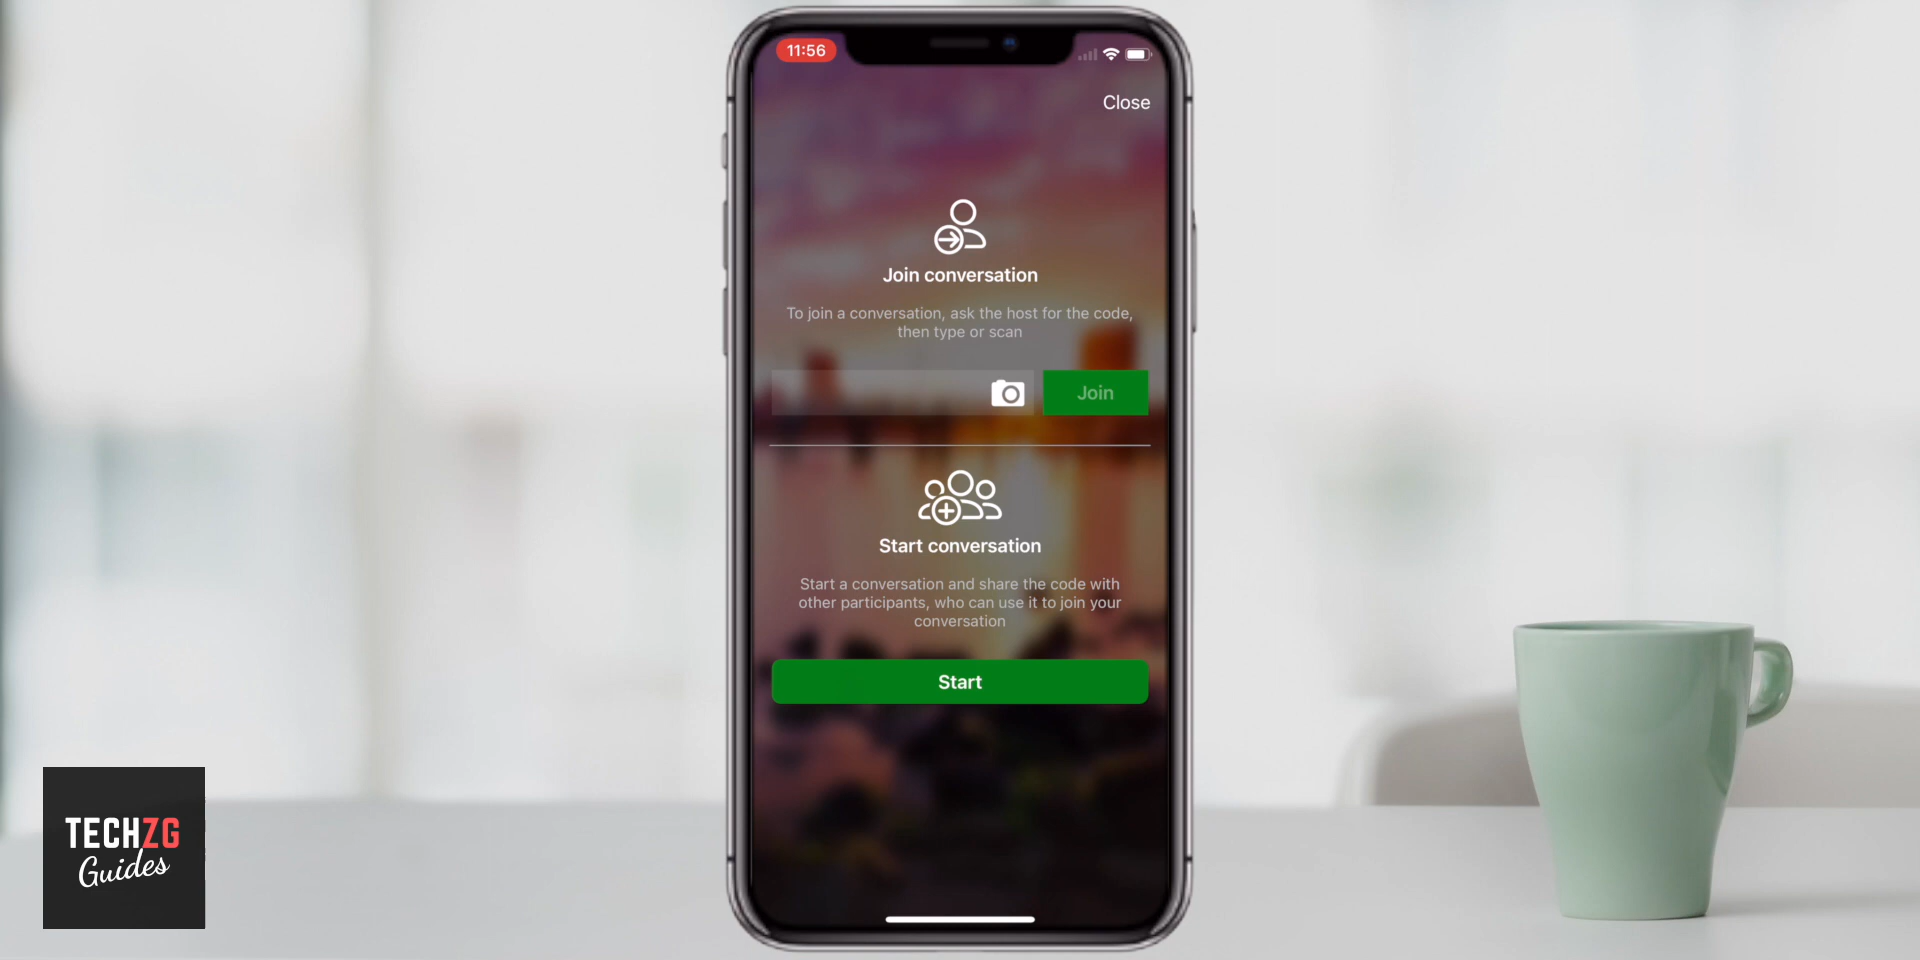 11:56
Close
Join conversation
To join a conversation, ask the host for the code,
then type or scan
Join
Start conversation
Start a conversation and share the code with
other participants, who can use it to join your
conversation
Start
TECHZG
Guides